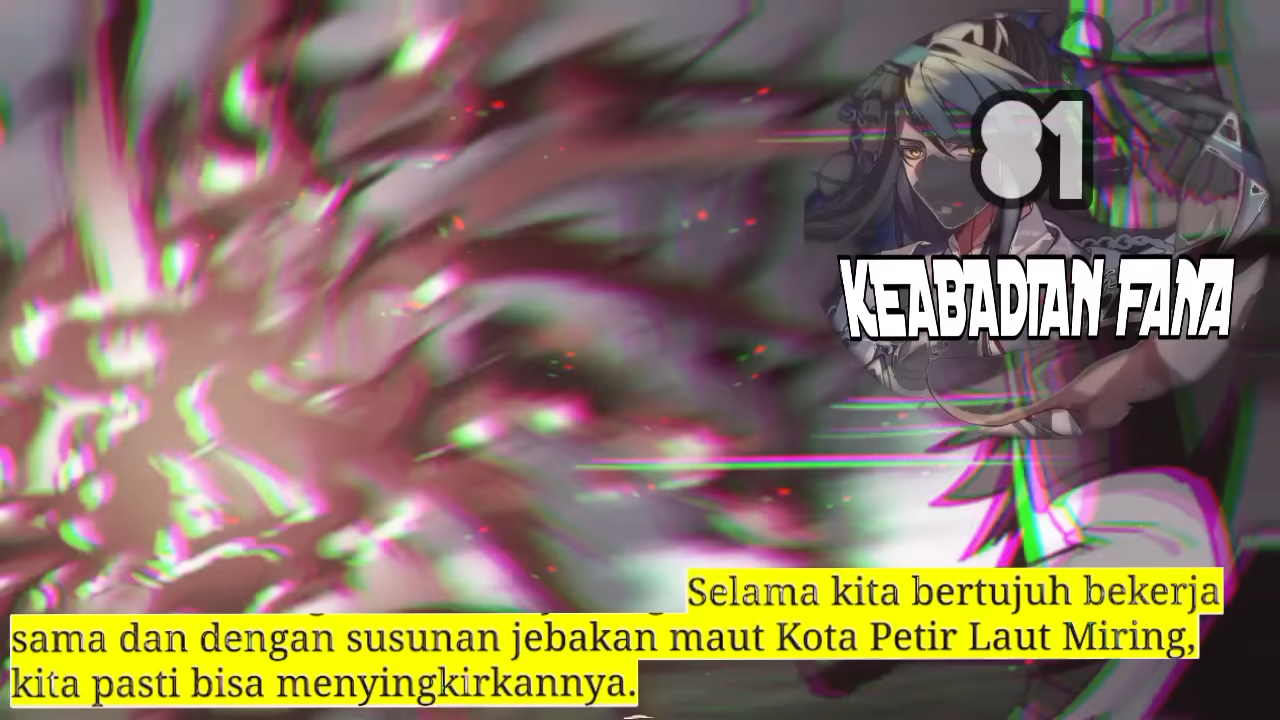 81
KEABADIAN FANA
Selama kita bertujuh bekerja
sama dan dengan susunan jebakan maut Kota Petir Laut Miring,
kita pasti bisa menyingkirkannya.